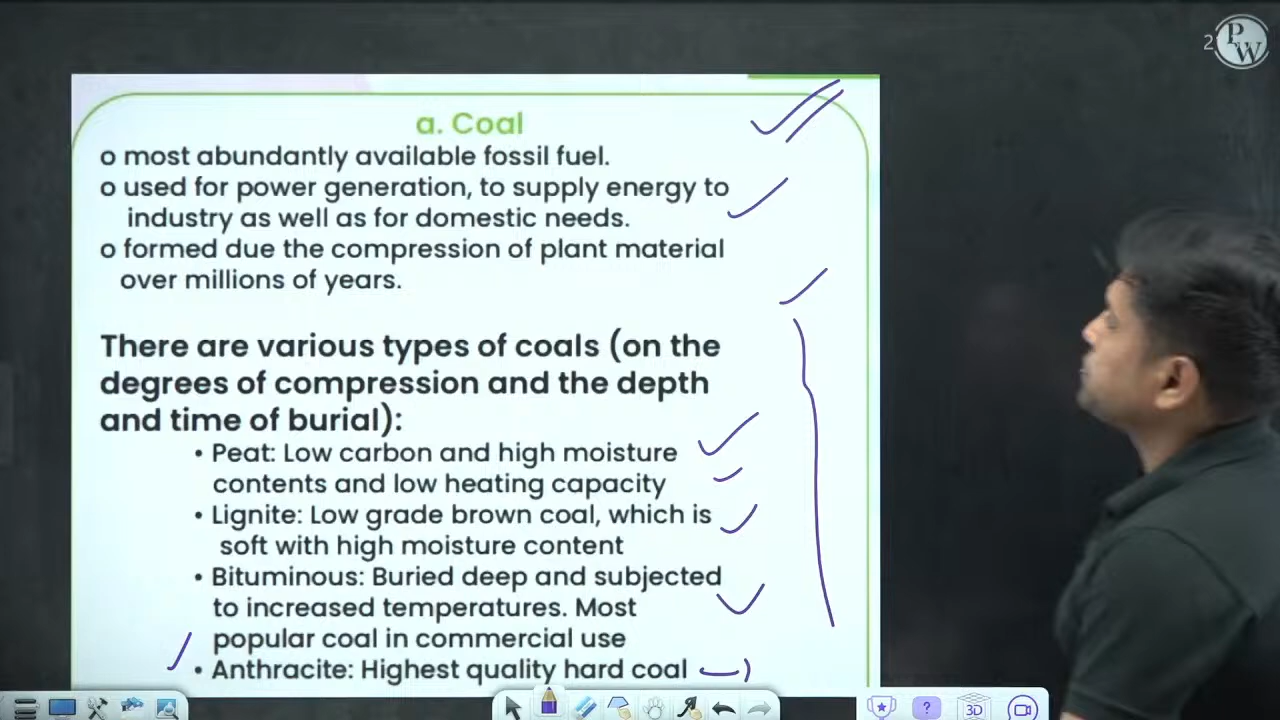 2
PW
a. Coal
o most abundantly available fossil fuel.
o used for power generation, to supply energy to
industry as well as for domestic needs.
o formed due the compression of plant material
over millions of years.
There are various types of coals (on the
degrees of compression and the depth
and time of burial):
• Peat: Low carbon and high moisture
contents and low heating capacity
• Lignite: Low grade brown coal, which is
soft with high moisture content
• Bituminous: Buried deep and subjected
to increased temperatures. Most
popular coal in commercial use
• Anthracite: Highest quality hard coal
?
3D